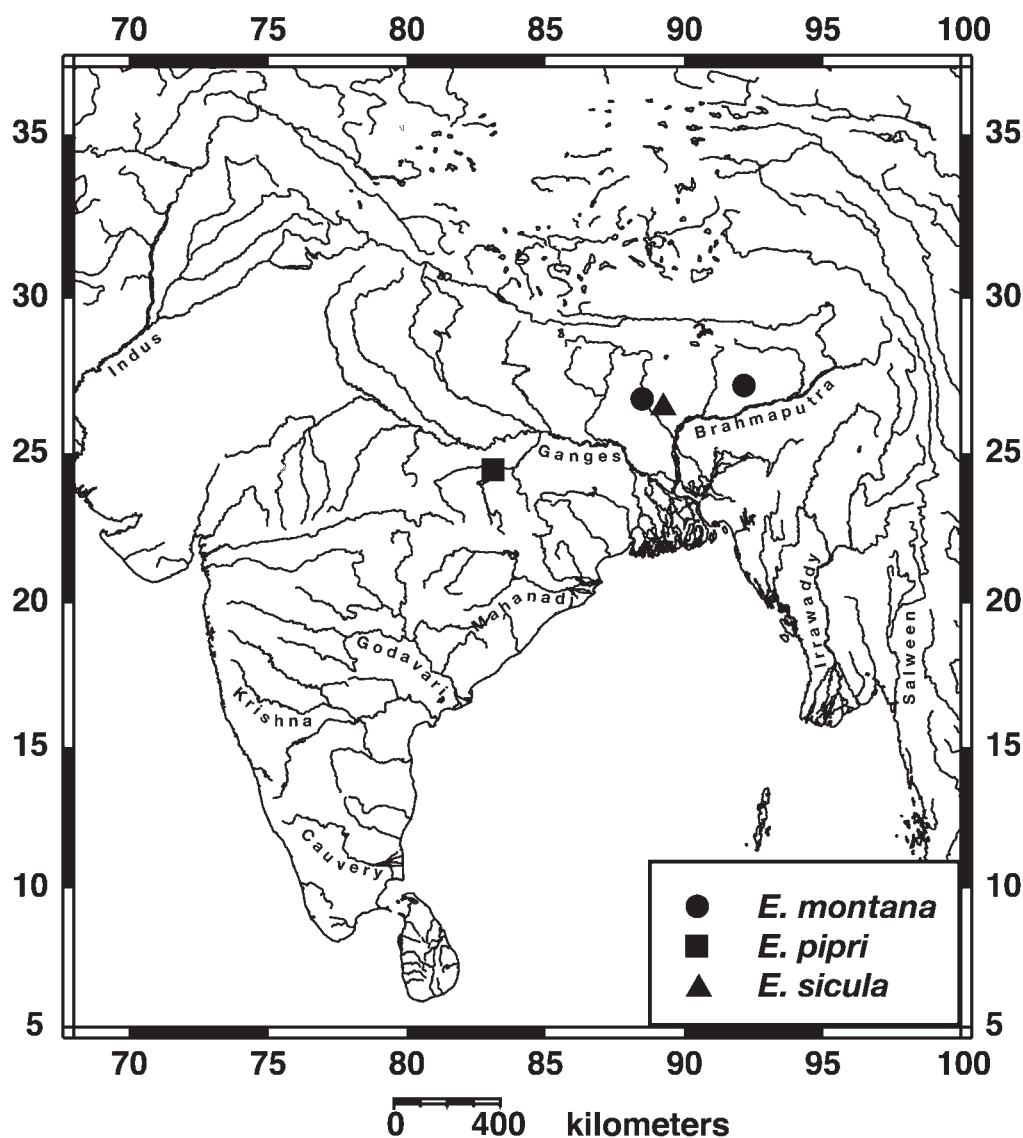 70 75 80 85 90 95 100
35 35
30 30
Indus
Brahmaputra
25 25
Ganges
20 20
Mahanadi
Irrawaddy
Salween
Godavari
Krishna
15 15
Cauvery
10 10
E. montana
E. pipri
E. sicula
5 5
70 75 80 85 90 95 100
0 400 kilometers